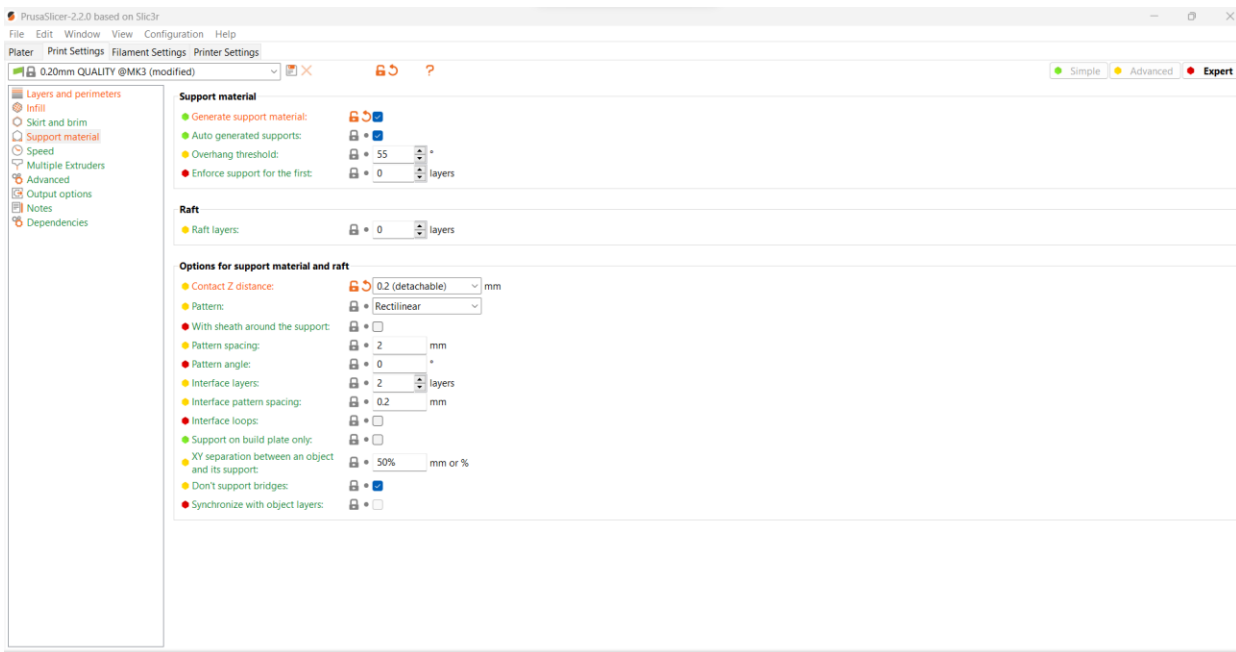 PrusaSlicer-2.2.0 based on Slic3r
File Edit Window View Configuration Help
Plater Print Settings Filament Settings Printer Settings
0.20mm QUALITY @MK3 (modified) ? Simple Advanced Expert
Layers and perimeters
Infill
Skirt and brim
Support material
Speed
Multiple Extruders
Advanced
Output options
Notes
Dependencies
Support material
Generate support material:
Auto generated supports:
Overhang threshold: 55 °
Enforce support for the first: 0 layers
Raft
Raft layers: 0 layers
Options for support material and raft
Contact Z distance: 0.2 (detachable) mm
Pattern: Rectilinear
With sheath around the support:
Pattern spacing: 2 mm
Pattern angle: 0 °
Interface layers: 2 layers
Interface pattern spacing: 0.2 mm
Interface loops:
Support on build plate only:
XY separation between an object
and its support: 50% mm or %
Don't support bridges:
Synchronize with object layers: